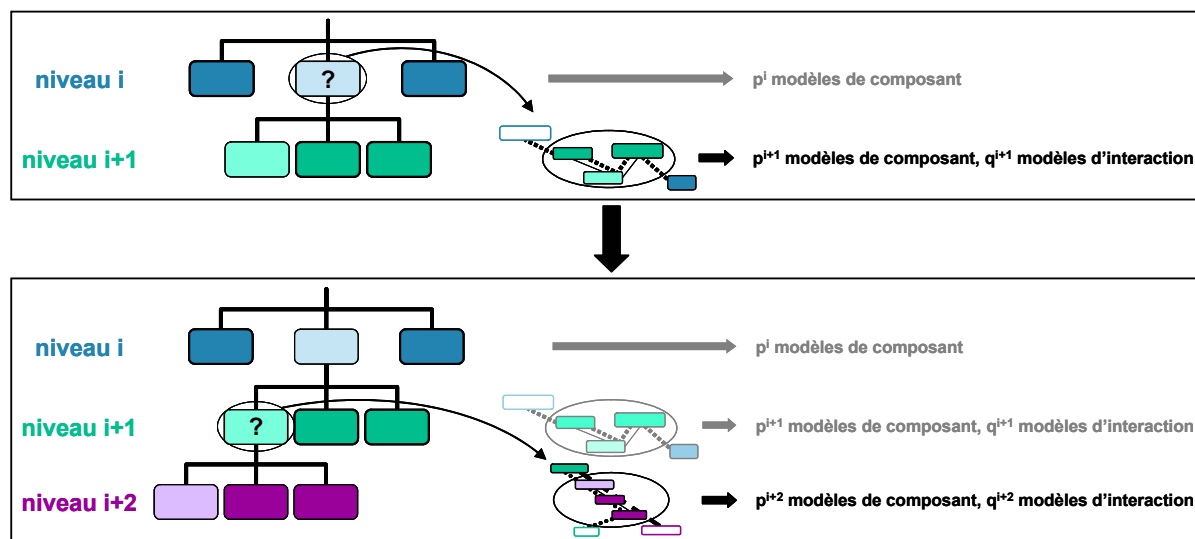 niveau i
?
pⁱ modèles de composant
niveau i+1
pⁱ⁺¹ modèles de composant, qⁱ⁺¹ modèles d’interaction
niveau i
pⁱ modèles de composant
niveau i+1
?
pⁱ⁺¹ modèles de composant, qⁱ⁺¹ modèles d’interaction
niveau i+2
pⁱ⁺² modèles de composant, qⁱ⁺² modèles d’interaction